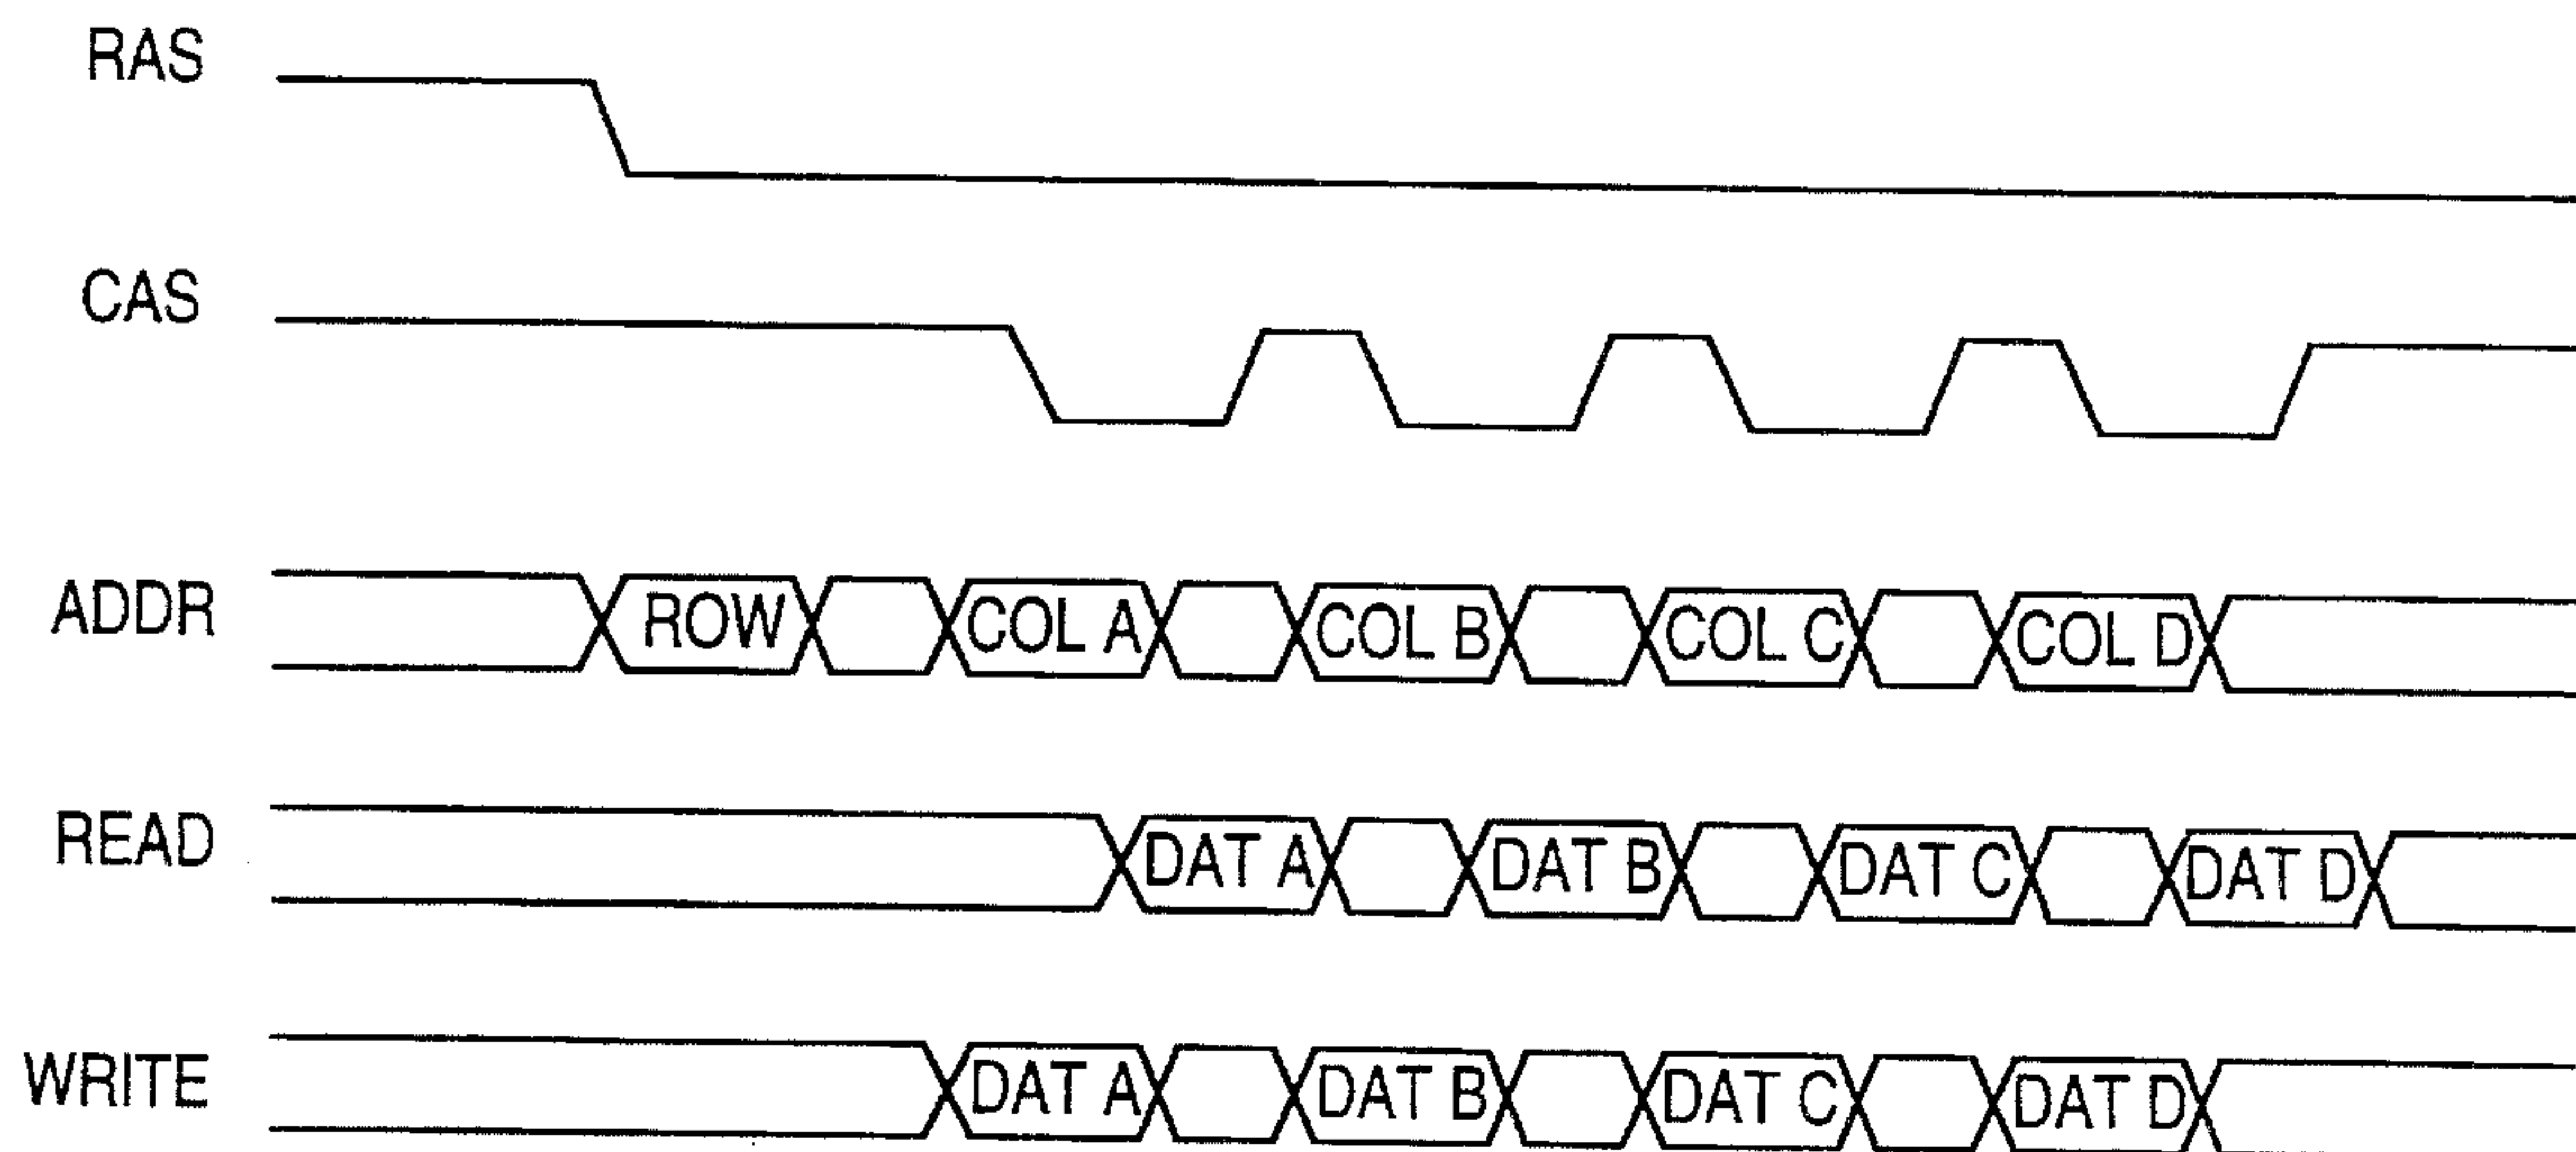 RAS
CAS
ADDR ROW COL A COL B COL C COL D
READ DAT A DAT B DAT C DAT D
WRITE DAT A DAT B DAT C DAT D